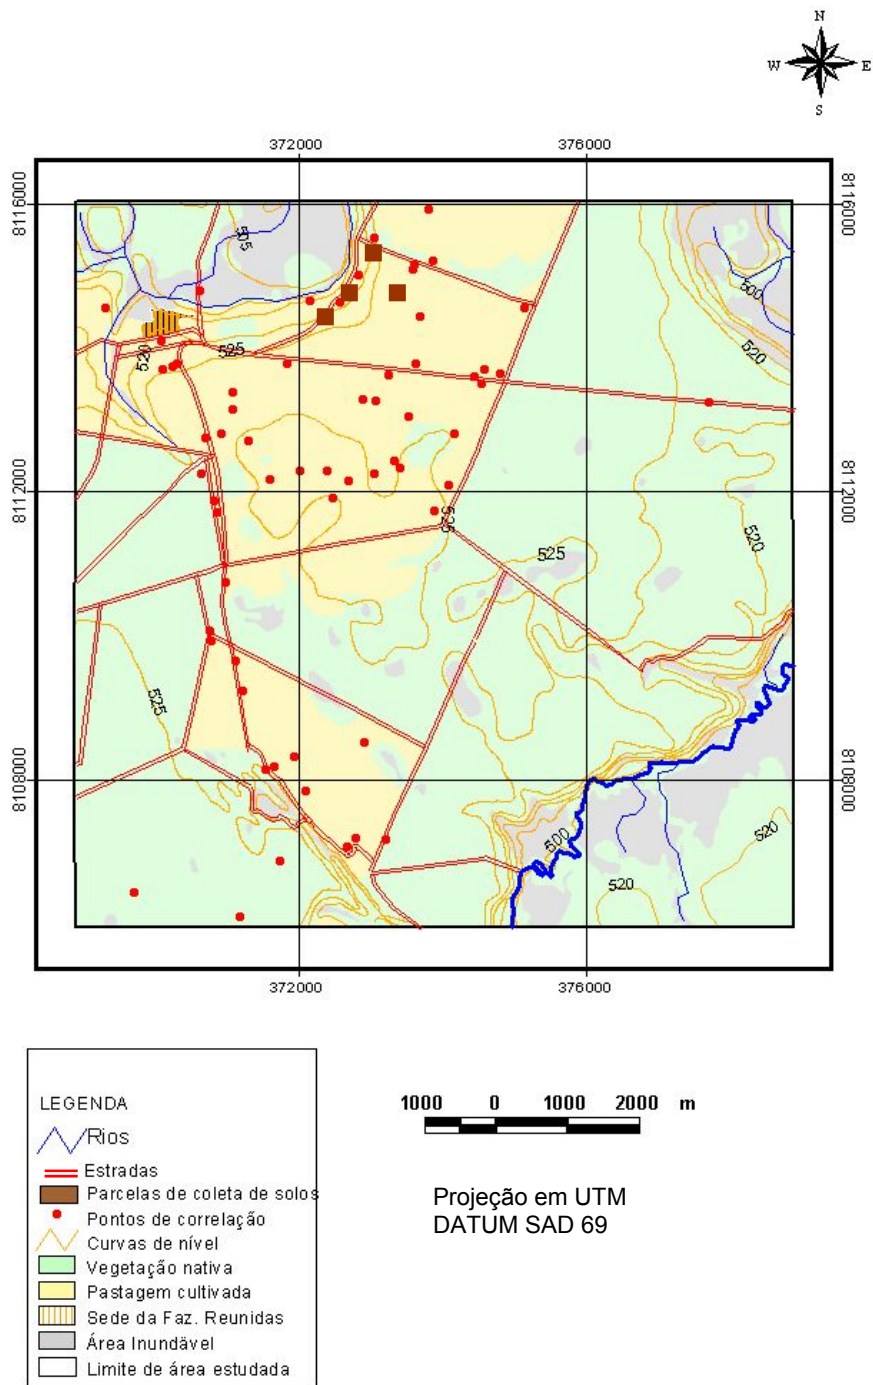 N
W E
S
372000 376000
8116000 8116000
505
500
520
525
520
8112000 8112000
525
520
525
525
8108000 8108000
500
520
520
372000 376000
LEGENDA
Rios
Estradas
Parcelas de coleta de solos
Pontos de correlação
Curvas de nível
Vegetação nativa
Pastagem cultivada
Sede da Faz. Reunidas
Área Inundável
Limite de área estudada
1000 0 1000 2000 m
Projeção em UTM
DATUM SAD 69